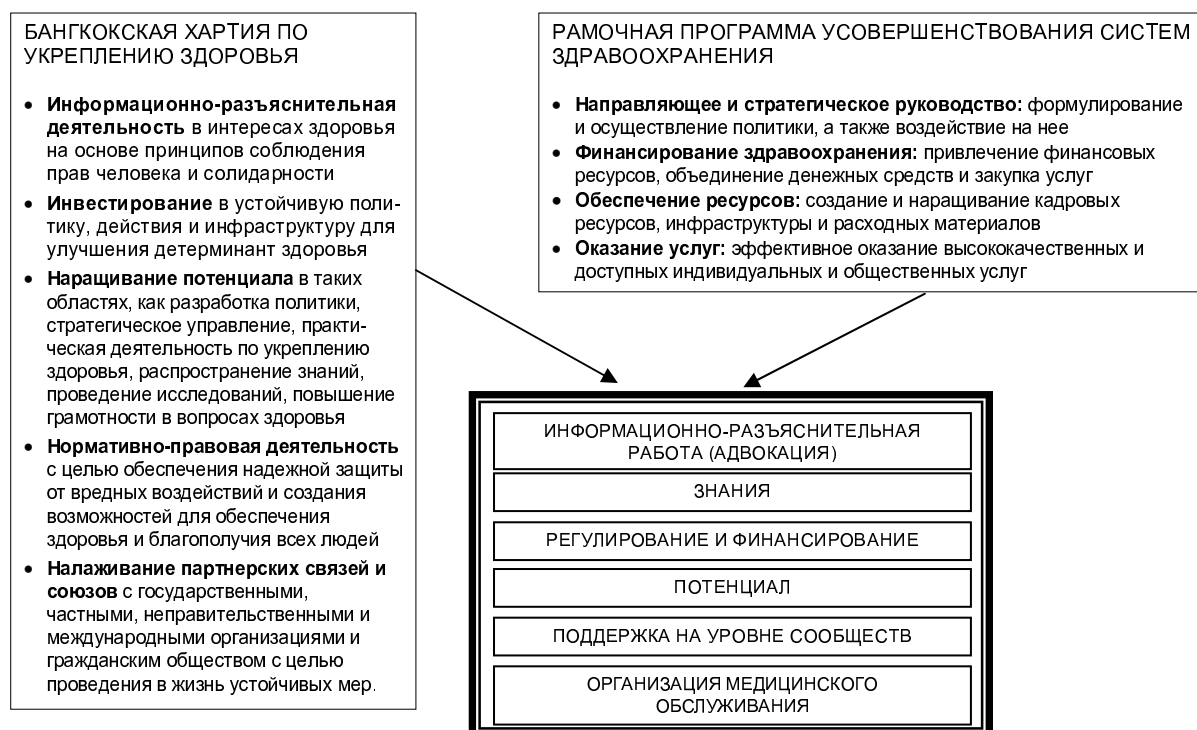 БАНГКОКСКАЯ ХАРТИЯ ПО
УКРЕПЛЕНИЮ ЗДОРОВЬЯ
• Информационно-разъяснительная
деятельность в интересах здоровья
на основе принципов соблюдения
прав человека и солидарности
• Инвестирование в устойчивую поли-
тику, действия и инфраструктуру для
улучшения детерминант здоровья
• Наращивание потенциала в таких
областях, как разработка политики,
стратегическое управление, практи-
ческая деятельность по укреплению
здоровья, распространение знаний,
проведение исследований, повышение
грамотности в вопросах здоровья
• Нормативно-правовая деятельность
с целью обеспечения надежной защиты
от вредных воздействий и создания
возможностей для обеспечения
здоровья и благополучия всех людей
• Налаживание партнерских связей и
союзов с государственными,
частными, неправительственными и
международными организациями и
гражданским обществом с целью
проведения в жизнь устойчивых мер.
РАМОЧНАЯ ПРОГРАММА УСОВЕРШЕНСТВОВАНИЯ СИСТЕМ
ЗДРАВООХРАНЕНИЯ
• Направляющее и стратегическое руководство: формулирование
и осуществление политики, а также воздействие на нее
• Финансирование здравоохранения: привлечение финансовых
ресурсов, объединение денежных средств и закупка услуг
• Обеспечение ресурсов: создание и наращивание кадровых
ресурсов, инфраструктуры и расходных материалов
• Оказание услуг: эффективное оказание высококачественных и
доступных индивидуальных и общественных услуг
ИНФОРМАЦИОННО-РАЗЪЯСНИТЕЛЬНАЯ
РАБОТА (АДВОКАЦИЯ)
ЗНАНИЯ
РЕГУЛИРОВАНИЕ И ФИНАНСИРОВАНИЕ
ПОТЕНЦИАЛ
ПОДДЕРЖКА НА УРОВНЕ СООБЩЕСТВ
ОРГАНИЗАЦИЯ МЕДИЦИНСКОГО
ОБСЛУЖИВАНИЯ